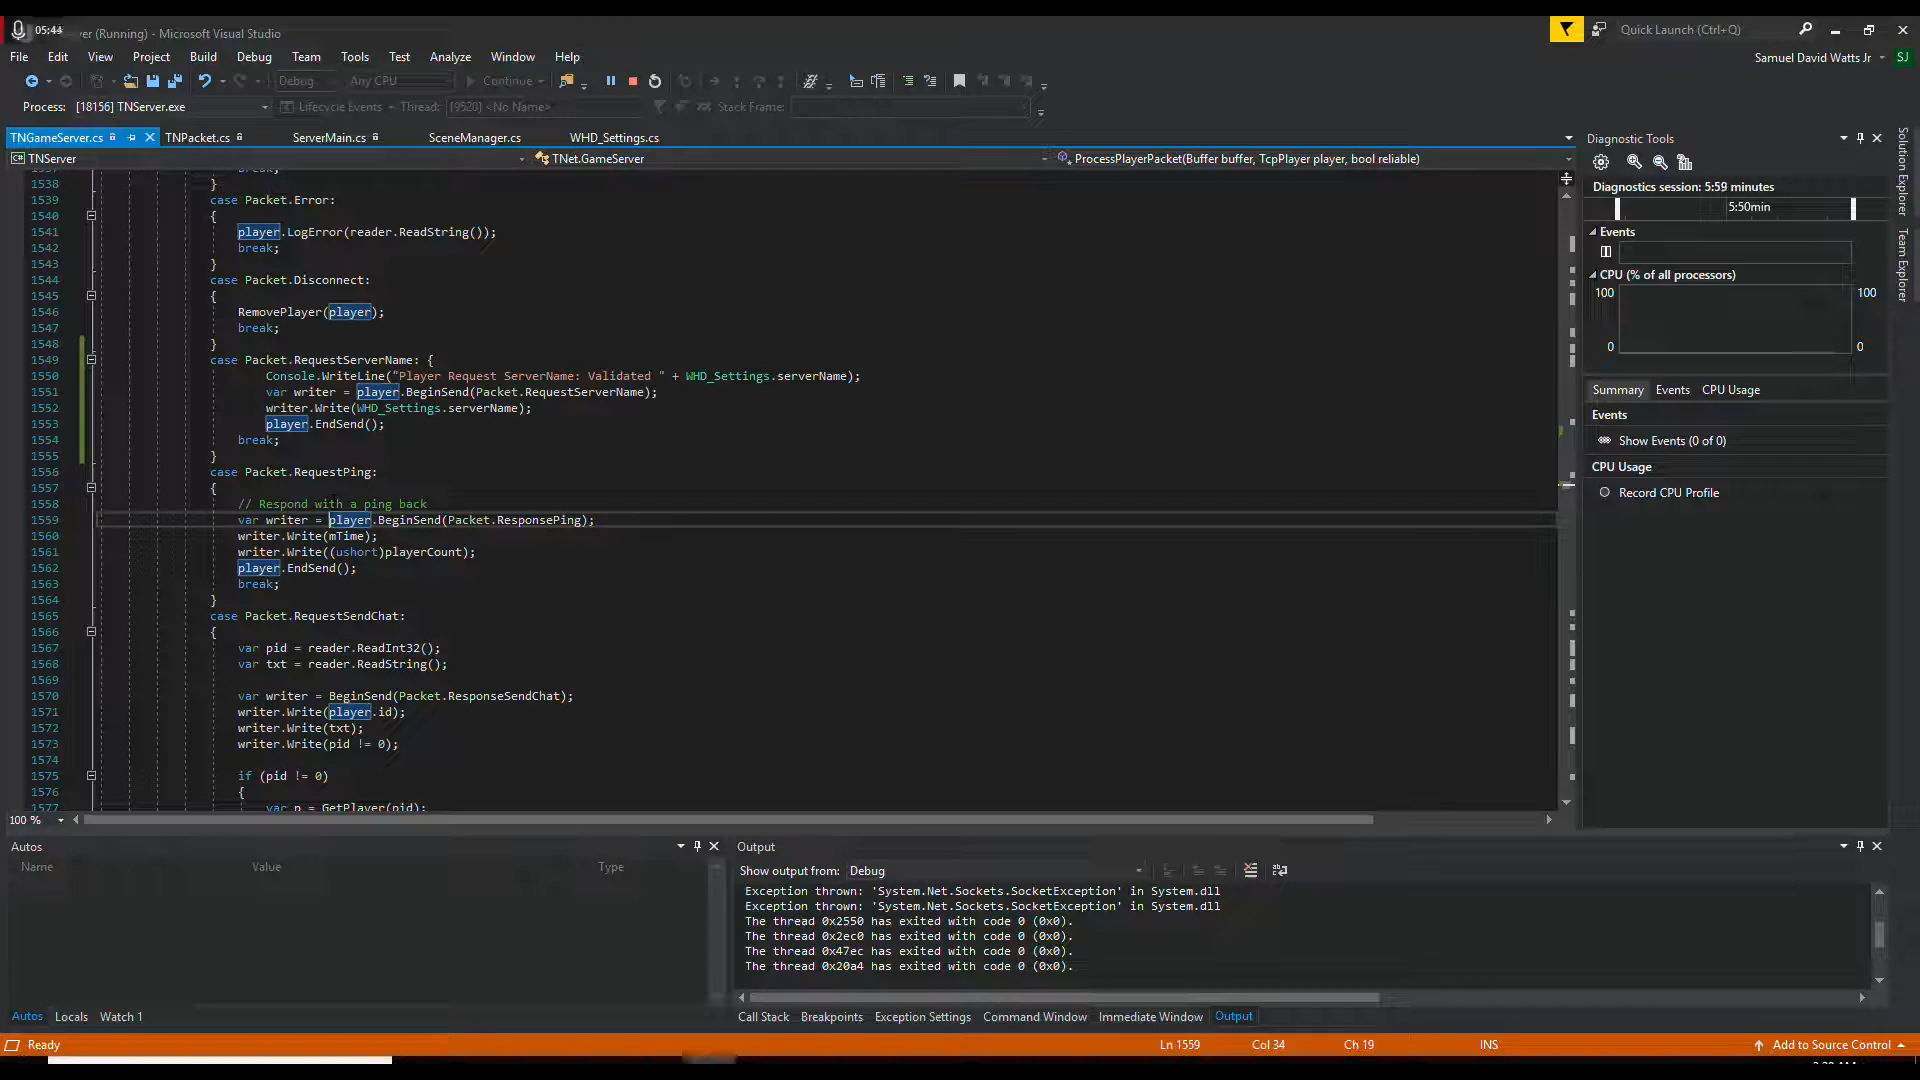 05:44
ver (Running) - Microsoft Visual Studio
Quick Launch (Ctrl+Q)
File Edit View Project Build Debug Team Tools Test Analyze Window Help
Samuel David Watts Jr SJ
Debug Any CPU Continue
Process: [18156] TNServer.exe Lifecycle Events Thread: [9520] <No Name> Stack Frame:
TNGameServer.cs TNPacket.cs ServerMain.cs SceneManager.cs WHD_Settings.cs
TNServer TNet.GameServer ProcessPlayerPacket(Buffer buffer, TcpPlayer player, bool reliable)
1537 break;
1538 }
1539 case Packet.Error:
1540 {
1541 player.LogError(reader.ReadString());
1542 break;
1543 }
1544 case Packet.Disconnect:
1545 {
1546 RemovePlayer(player);
1547 break;
1548 }
1549 case Packet.RequestServerName: {
1550 Console.WriteLine("Player Request ServerName: Validated " + WHD_Settings.serverName);
1551 var writer = player.BeginSend(Packet.RequestServerName);
1552 writer.Write(WHD_Settings.serverName);
1553 player.EndSend();
1554 break;
1555 }
1556 case Packet.RequestPing:
1557 {
1558 // Respond with a ping back
1559 var writer = player.BeginSend(Packet.ResponsePing);
1560 writer.Write(mTime);
1561 writer.Write((ushort)playerCount);
1562 player.EndSend();
1563 break;
1564 }
1565 case Packet.RequestSendChat:
1566 {
1567 var pid = reader.ReadInt32();
1568 var txt = reader.ReadString();
1569
1570 var writer = BeginSend(Packet.ResponseSendChat);
1571 writer.Write(player.id);
1572 writer.Write(txt);
1573 writer.Write(pid != 0);
1574
1575 if (pid != 0)
1576 {
1577 var p = GetPlayer(pid);
100 %
Diagnostic Tools
Diagnostics session: 5:59 minutes
5:50min
Events
CPU (% of all processors)
100 100
0 0
Summary Events CPU Usage
Events
Show Events (0 of 0)
CPU Usage
Record CPU Profile
Solution Explorer
Team Explorer
Autos
Name Value Type
Autos Locals Watch 1
Output
Show output from: Debug
Exception thrown: 'System.Net.Sockets.SocketException' in System.dll
Exception thrown: 'System.Net.Sockets.SocketException' in System.dll
The thread 0x2550 has exited with code 0 (0x0).
The thread 0x2ec0 has exited with code 0 (0x0).
The thread 0x47ec has exited with code 0 (0x0).
The thread 0x20a4 has exited with code 0 (0x0).
Call Stack Breakpoints Exception Settings Command Window Immediate Window Output
Ready Ln 1559 Col 34 Ch 19 INS Add to Source Control